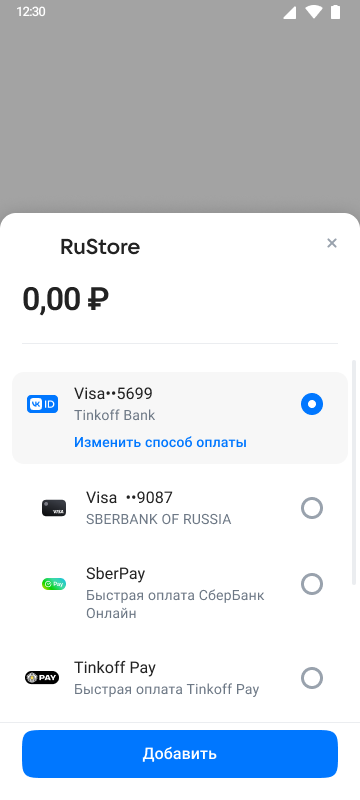 12:30
RuStore
0,00 ₽
ID
Visa••5699
Tinkoff Bank
Изменить способ оплаты
VISA
Visa ••9087
SBERBANK OF RUSSIA
Pay
SberPay
Быстрая оплата СберБанк
Онлайн
PAY
Tinkoff Pay
Быстрая оплата Tinkoff Pay
Добавить